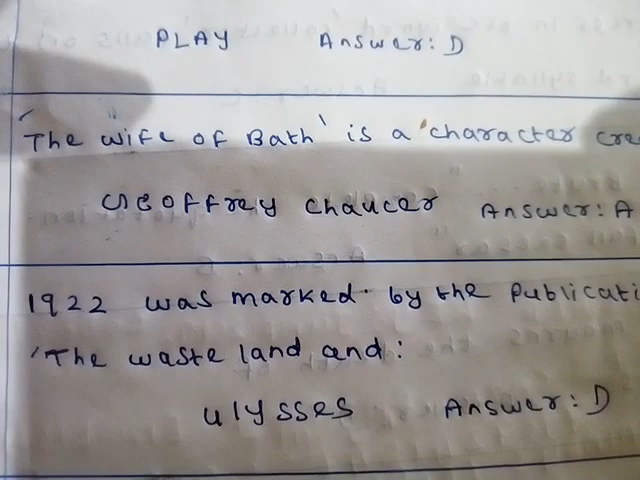 PLAY Answer: D
'The wife of Bath' is a 'character cre
Geoffrey Chaucer Answer: A
1922 was marked by the Publicati
'The waste land and:
ulysses Answer: D